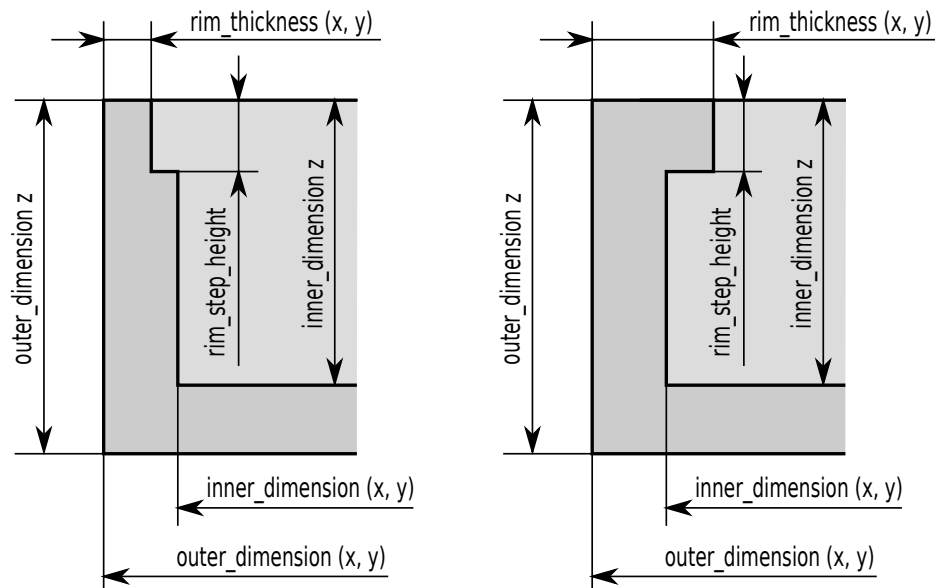 rim_thickness (x, y)
outer_dimension z
rim_step_height
inner_dimension z
inner_dimension (x, y)
outer_dimension (x, y)
rim_thickness (x, y)
outer_dimension z
rim_step_height
inner_dimension z
inner_dimension (x, y)
outer_dimension (x, y)